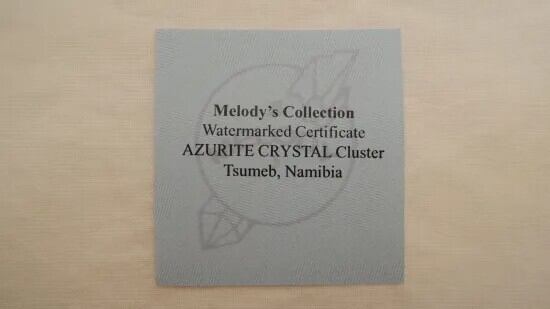 Melody's Collection
Watermarked Certificate
AZURITE CRYSTAL Cluster
Tsumeb, Namibia